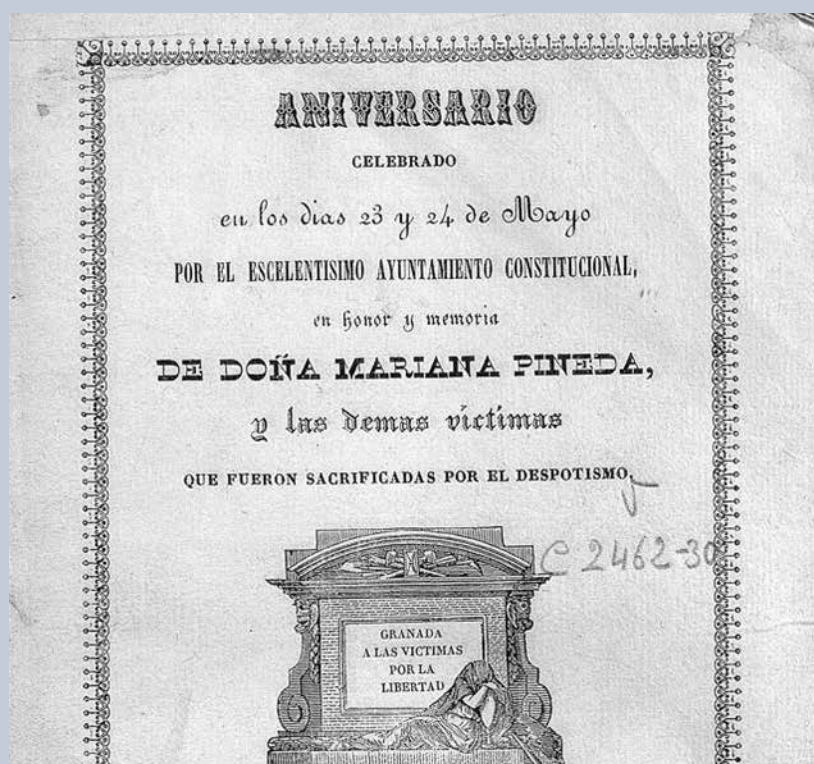 ANIVERSARIO
CELEBRADO
en los dias 23 y 24 de Mayo
POR EL ESCELENTISIMO AYUNTAMIENTO CONSTITUCIONAL,
en honor y memoria
DE DOÑA MARIANA PINEDA,
y las demas víctimas
QUE FUERON SACRIFICADAS POR EL DESPOTISMO.
C 2462-30
GRANADA
A LAS VICTIMAS
POR LA
LIBERTAD